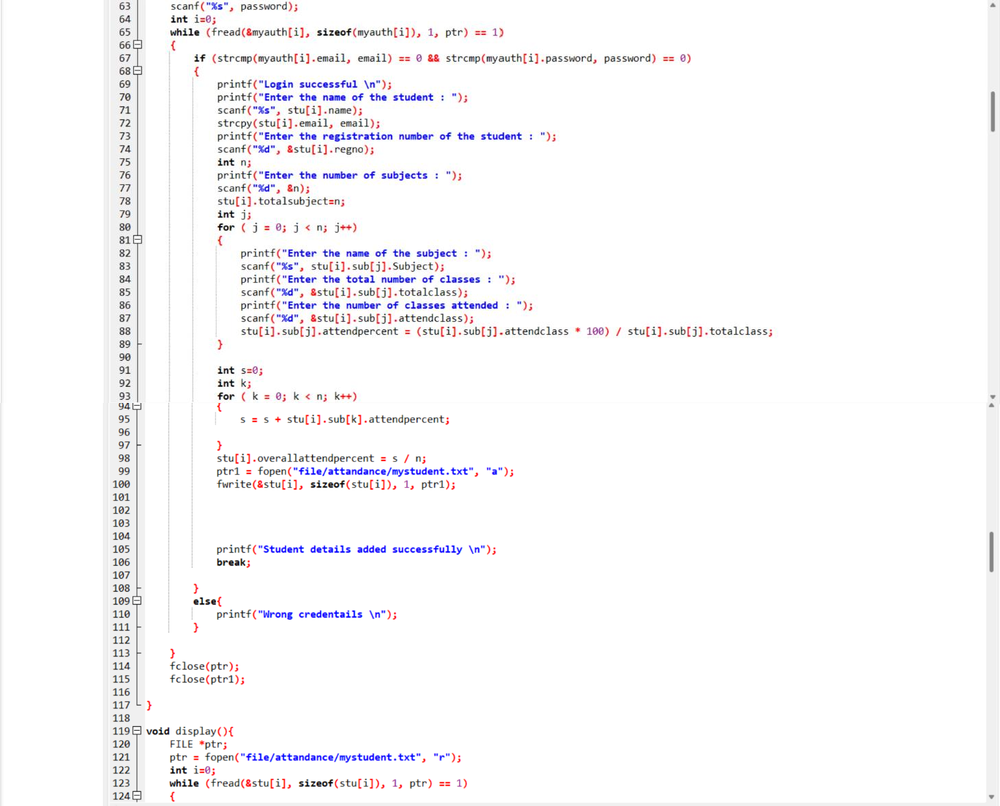 63 scanf("%s", password);
64 int i=0;
65 while (fread(&myauth[i], sizeof(myauth[i]), 1, ptr) == 1)
66 {
67 if (strcmp(myauth[i].email, email) == 0 && strcmp(myauth[i].password, password) == 0)
68 {
69 printf("Login successful \n");
70 printf("Enter the name of the student : ");
71 scanf("%s", stu[i].name);
72 strcpy(stu[i].email, email);
73 printf("Enter the registration number of the student : ");
74 scanf("%d", &stu[i].regno);
75 int n;
76 printf("Enter the number of subjects : ");
77 scanf("%d", &n);
78 stu[i].totalsubject=n;
79 int j;
80 for ( j = 0; j < n; j++)
81 {
82 printf("Enter the name of the subject : ");
83 scanf("%s", stu[i].sub[j].Subject);
84 printf("Enter the total number of classes : ");
85 scanf("%d", &stu[i].sub[j].totalclass);
86 printf("Enter the number of classes attended : ");
87 scanf("%d", &stu[i].sub[j].attendclass);
88 stu[i].sub[j].attendpercent = (stu[i].sub[j].attendclass * 100) / stu[i].sub[j].totalclass;
89 }
90
91 int s=0;
92 int k;
93 for ( k = 0; k < n; k++)
94 {
95 s = s + stu[i].sub[k].attendpercent;
96
97 }
98 stu[i].overallattendpercent = s / n;
99 ptr1 = fopen("file/attandance/mystudent.txt", "a");
100 fwrite(&stu[i], sizeof(stu[i]), 1, ptr1);
101
102
103
104
105 printf("Student details added successfully \n");
106 break;
107
108 }
109 else{
110 printf("Wrong credentails \n");
111 }
112
113 }
114 fclose(ptr);
115 fclose(ptr1);
116
117 }
118
119 void display(){
120 FILE *ptr;
121 ptr = fopen("file/attandance/mystudent.txt", "r");
122 int i=0;
123 while (fread(&stu[i], sizeof(stu[i]), 1, ptr) == 1)
124 {